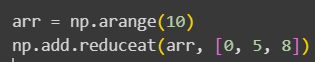 arr = np.arange(10)
np.add.reduceat(arr, [0, 5, 8])